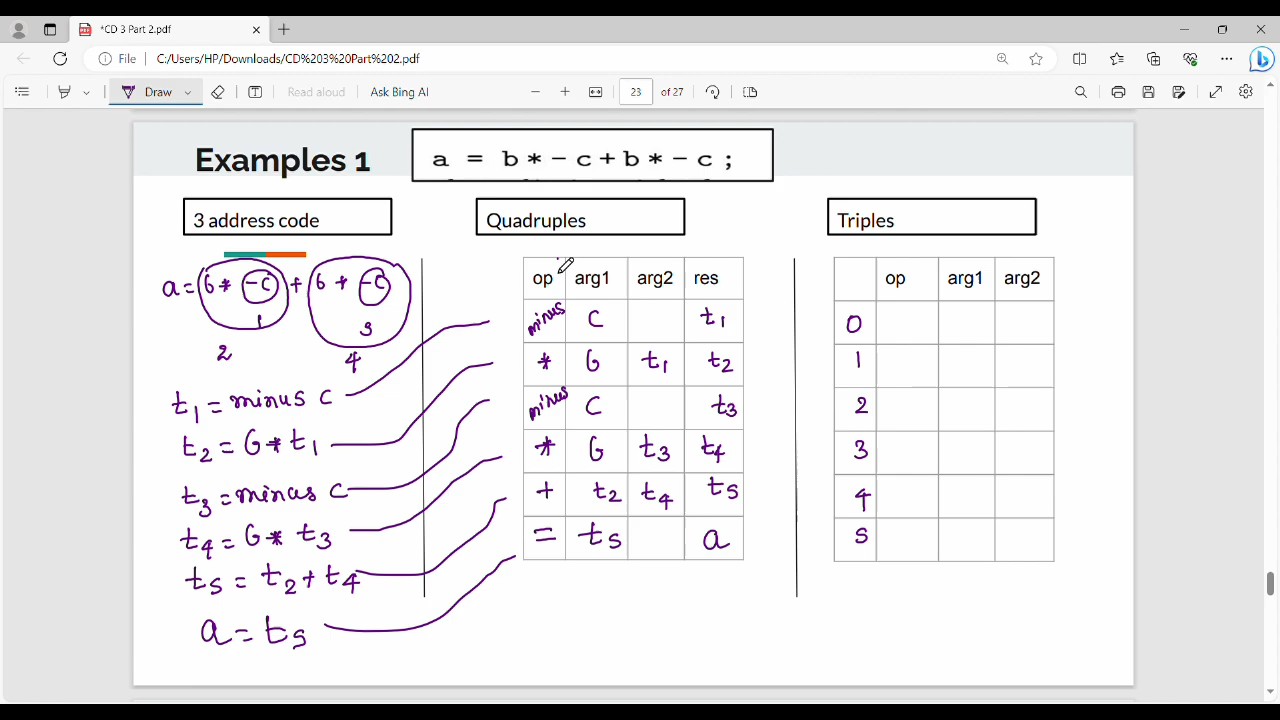 *CD 3 Part 2.pdf
File C:/Users/HP/Downloads/CD%203%20Part%202.pdf
Draw Read aloud Ask Bing AI 23 of 27
Examples 1 a = b * - c + b * - c ;
3 address code Quadruples Triples
a = b * -c + b * -c
1 3
2 4
t1 = minus c
t2 = b * t1
t3 = minus c
t4 = b * t3
t5 = t2 + t4
a = t5
op arg1 arg2 res
minus c t1
* b t1 t2
minus c t3
* b t3 t4
+ t2 t4 t5
= t5 a
op arg1 arg2
0
1
2
3
4
5